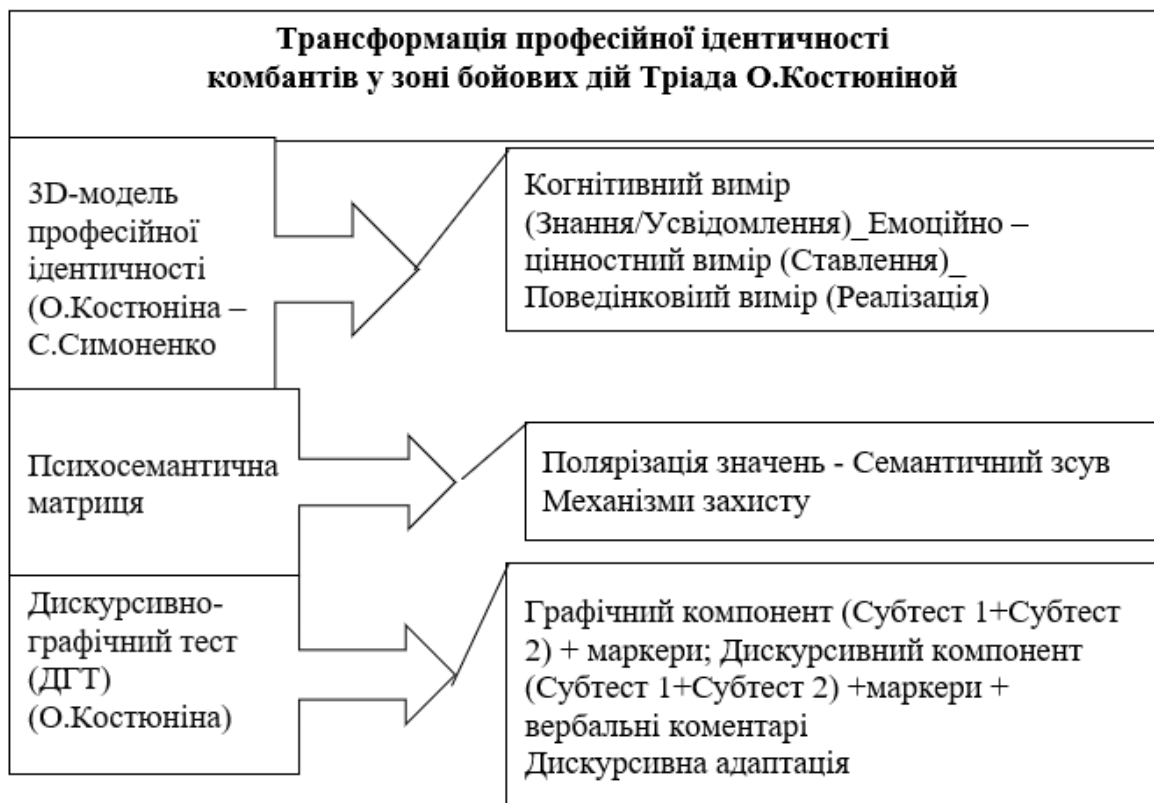 Трансформація професійної ідентичності
комбантів у зоні бойових дій Тріада О.Костюніной
3D-модель
професійної
ідентичності
(О.Костюніна –
С.Симоненко
Когнітивний вимір
(Знання/Усвідомлення)_Емоційно –
цінностний вимір (Ставлення)_
Поведінковіий вимір (Реалізація)
Психосемантична
матриця
Полярізація значень - Семантичний зсув
Механізми захисту
Дискурсивно-
графічний тест
(ДГТ)
(О.Костюніна)
Графічний компонент (Субтест 1+Субтест
2) + маркери; Дискурсивний компонент
(Субтест 1+Субтест 2) +маркери +
вербальні коментарі
Дискурсивна адаптація